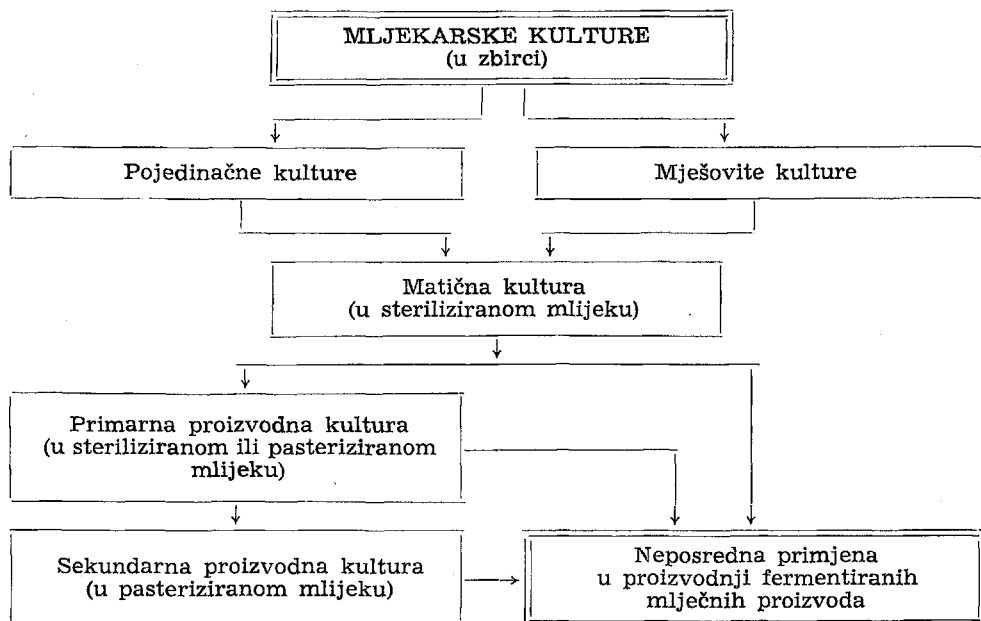 MLJEKARSKE KULTURE
(u zbirci)
Pojedinačne kulture
Mješovite kulture
Matična kultura
(u steriliziranom mlijeku)
Primarna proizvodna kultura
(u steriliziranom ili pasteriziranom
mlijeku)
Sekundarna proizvodna kultura
(u pasteriziranom mlijeku)
Neposredna primjena
u proizvodnji fermentiranih
mlječnih proizvoda